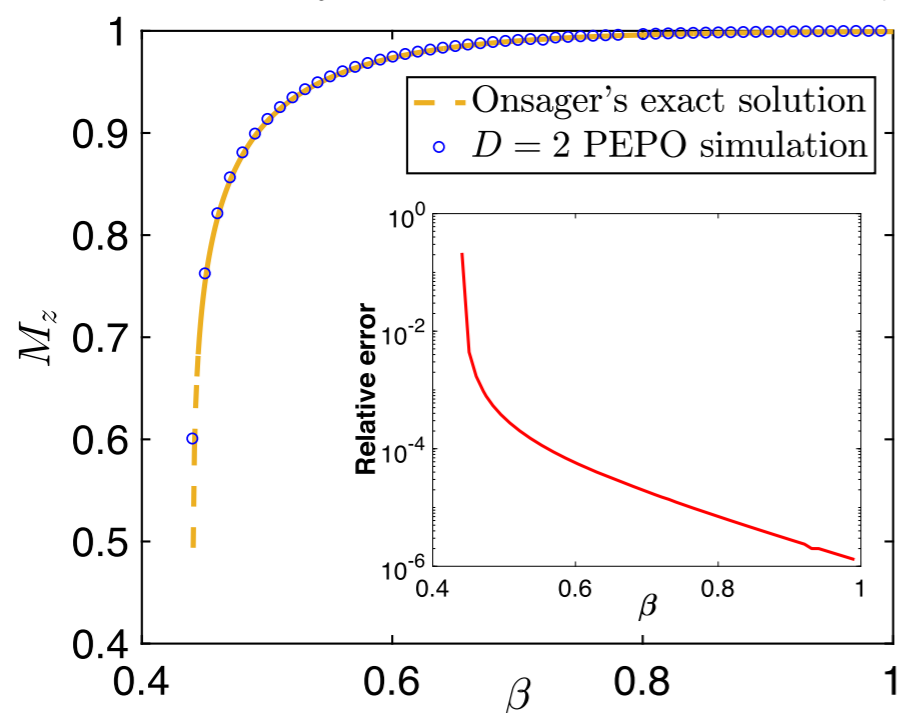 1
0.9
0.8
0.7
0.6
0.5
0.4
M_z
0.4 0.6 0.8 1
β
Onsager's exact solution
D = 2 PEPO simulation
10^0
10^-2
10^-4
10^-6
Relative error
0.4 0.6 0.8 1
β